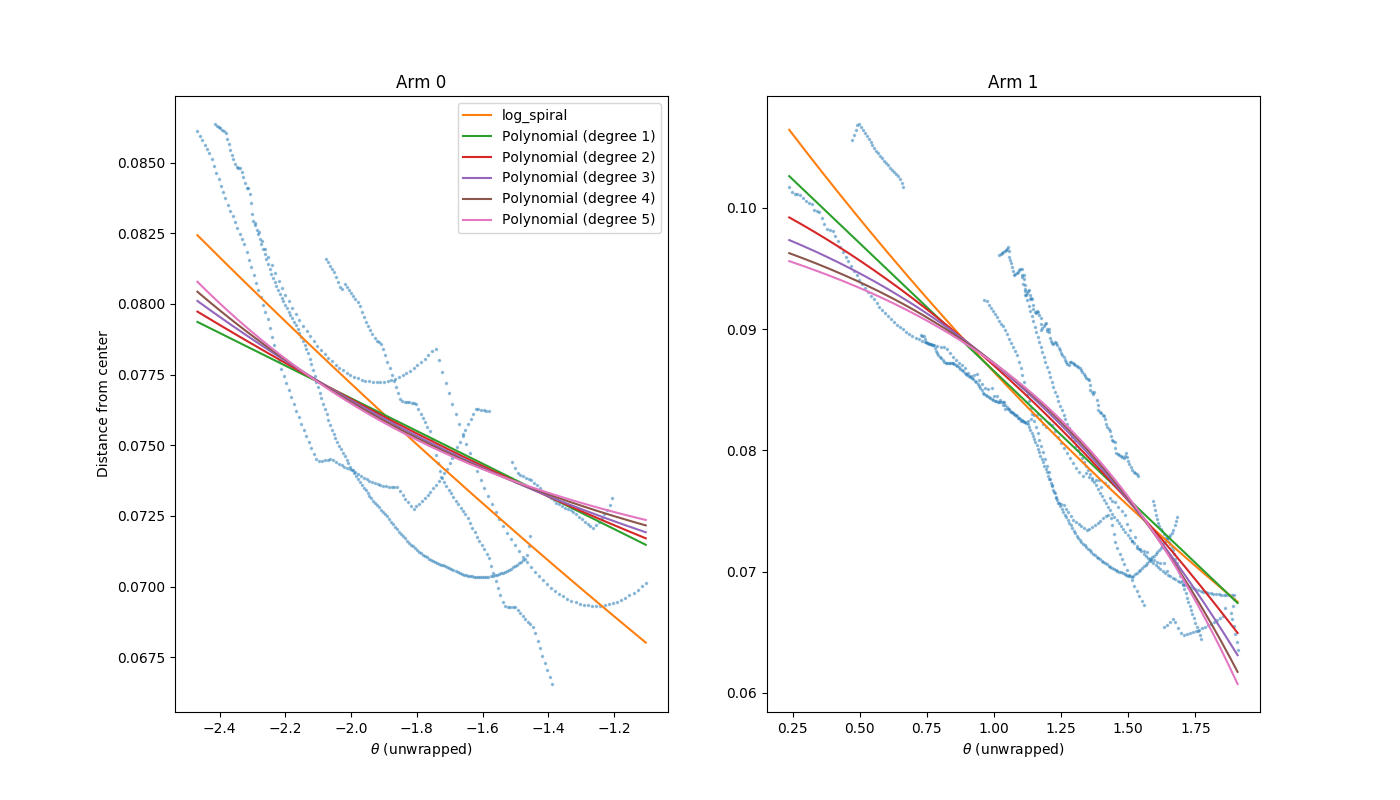 Arm 0
Arm 1
log_spiral
Polynomial (degree 1)
Polynomial (degree 2)
Polynomial (degree 3)
Polynomial (degree 4)
Polynomial (degree 5)
Distance from center
0.0850
0.0825
0.0800
0.0775
0.0750
0.0725
0.0700
0.0675
−2.4 −2.2 −2.0 −1.8 −1.6 −1.4 −1.2
θ (unwrapped)
0.10
0.09
0.08
0.07
0.06
0.25 0.50 0.75 1.00 1.25 1.50 1.75
θ (unwrapped)